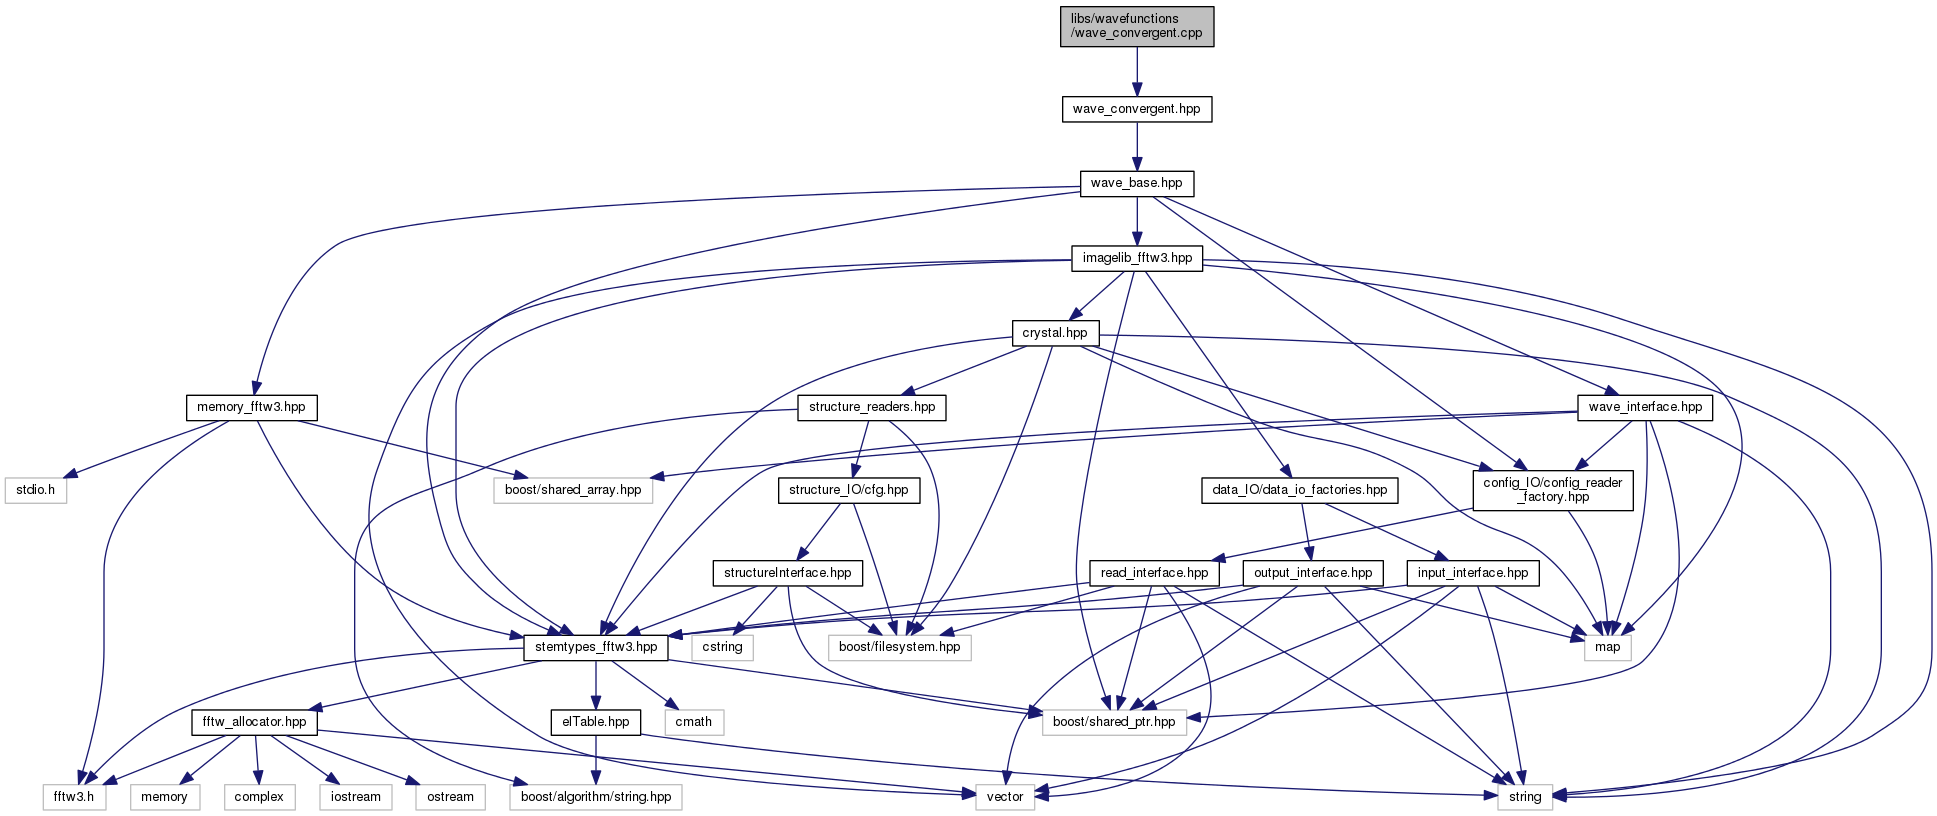 libs/wavefunctions
/wave_convergent.cpp
wave_convergent.hpp
wave_base.hpp
imagelib_fftw3.hpp
crystal.hpp
memory_fftw3.hpp
structure_readers.hpp
wave_interface.hpp
stdio.h
boost/shared_array.hpp
structure_IO/cfg.hpp
data_IO/data_io_factories.hpp
config_IO/config_reader
_factory.hpp
structureInterface.hpp
read_interface.hpp
output_interface.hpp
input_interface.hpp
stemtypes_fftw3.hpp
cstring
boost/filesystem.hpp
map
fftw_allocator.hpp
elTable.hpp
cmath
boost/shared_ptr.hpp
fftw3.h
memory
complex
iostream
ostream
boost/algorithm/string.hpp
vector
string